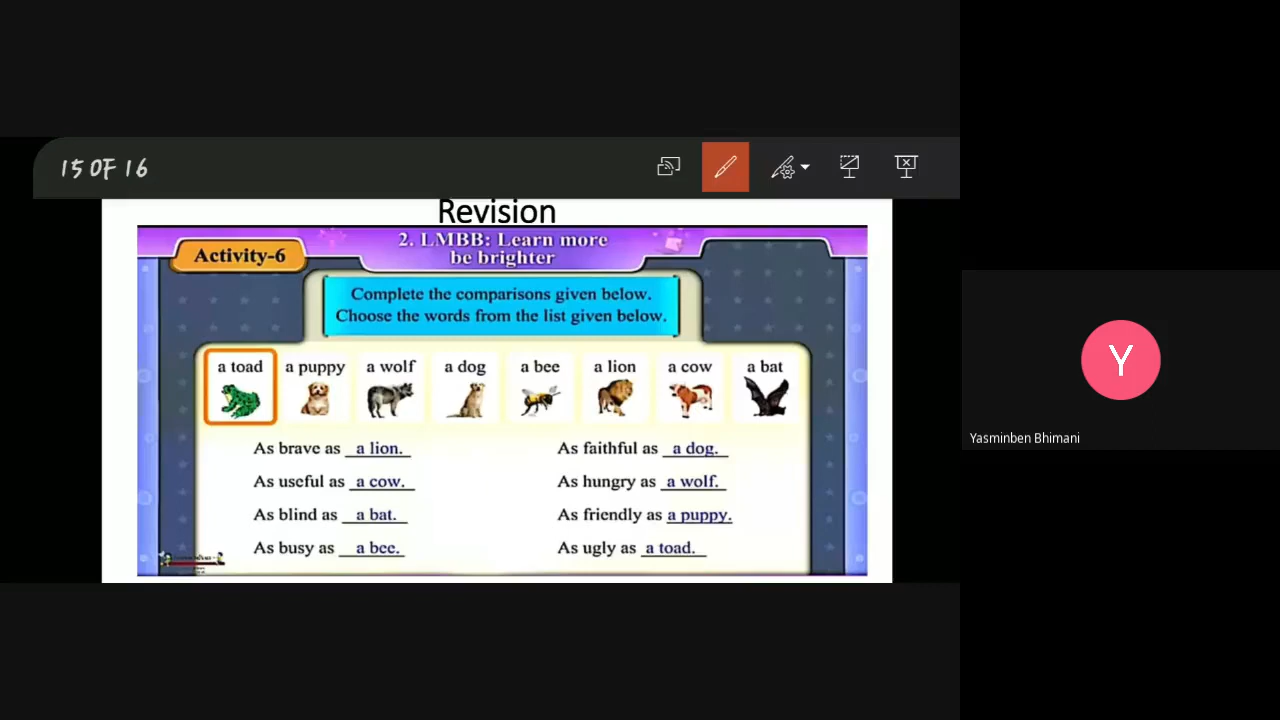 15 OF 16
Revision
Activity-6
2. LMBB: Learn more
be brighter
Complete the comparisons given below.
Choose the words from the list given below.
a toad a puppy a wolf a dog a bee a lion a cow a bat
As brave as a lion. As faithful as a dog.
As useful as a cow. As hungry as a wolf.
As blind as a bat. As friendly as a puppy.
As busy as a bee. As ugly as a toad.
Y
Yasminben Bhimani